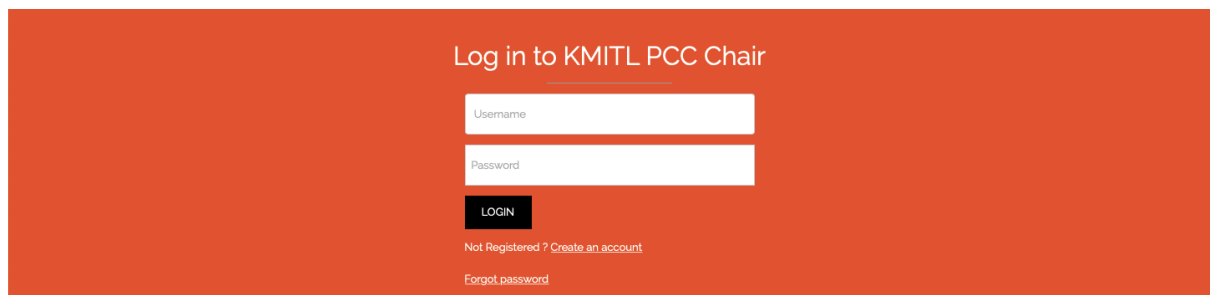 Log in to KMITL PCC Chair
Username
Password
LOGIN
Not Registered ? Create an account
Forgot password